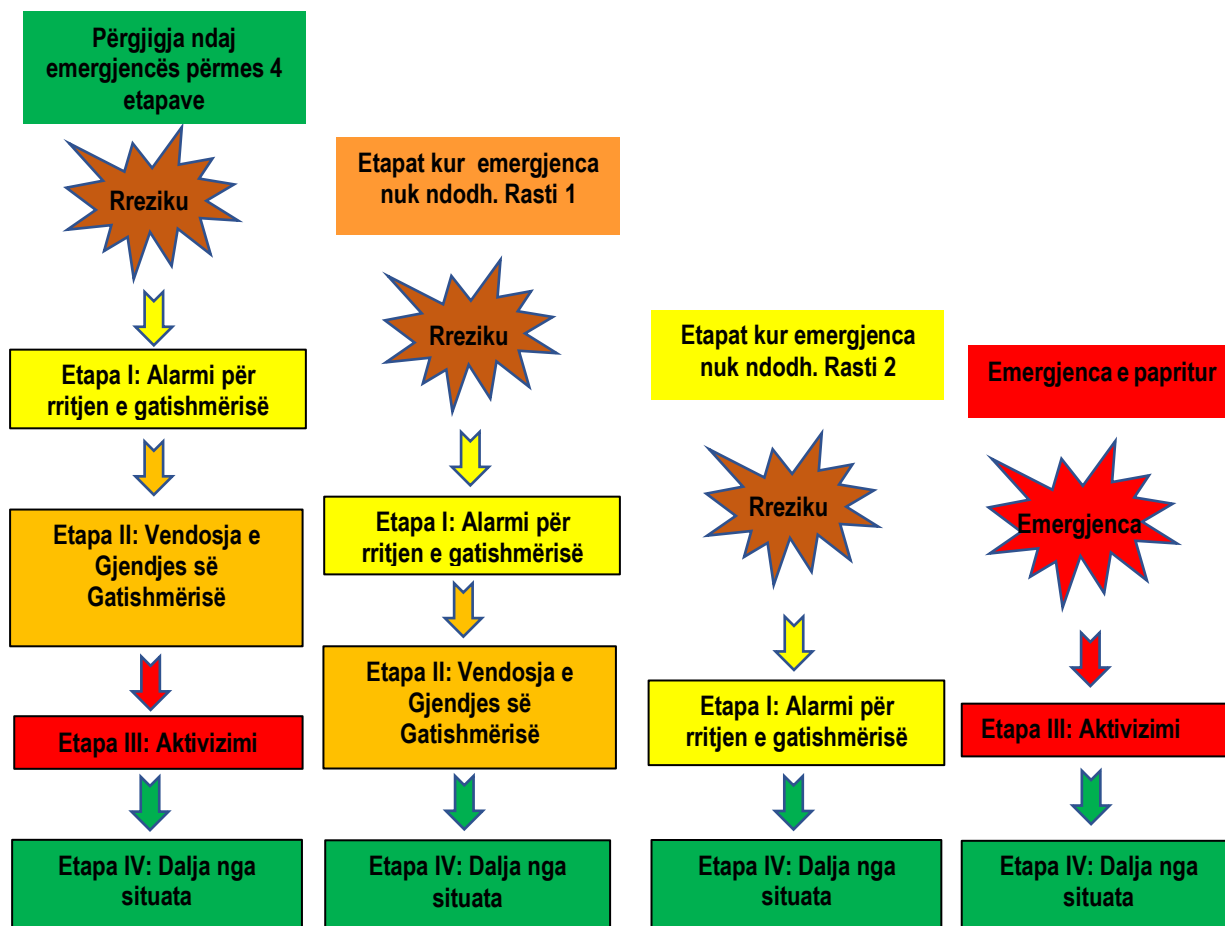 Përgjigja ndaj
emergjencës përmes 4
etapave
Rreziku
Etapa I: Alarmi për
rritjen e gatishmërisë
Etapa II: Vendosja e
Gjendjes së
Gatishmërisë
Etapa III: Aktivizimi
Etapa IV: Dalja nga
situata
Etapat kur emergjenca
nuk ndodh. Rasti 1
Rreziku
Etapa I: Alarmi për
rritjen e gatishmërisë
Etapa II: Vendosja e
Gjendjes së
Gatishmërisë
Etapa IV: Dalja nga
situata
Etapat kur emergjenca
nuk ndodh. Rasti 2
Rreziku
Etapa I: Alarmi për
rritjen e gatishmërisë
Etapa IV: Dalja nga
situata
Emergjenca e papritur
Emergjenca
Etapa III: Aktivizimi
Etapa IV: Dalja nga
situata